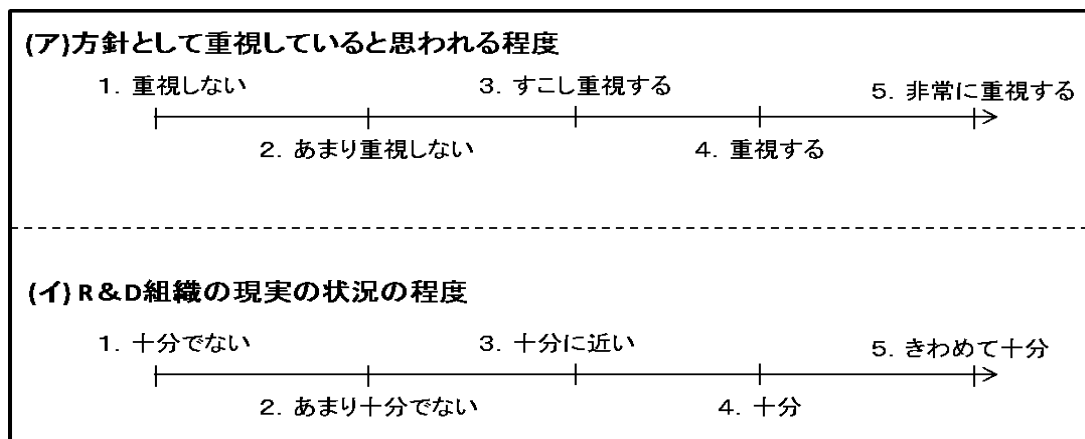 (ア)方針として重視していると思われる程度
1. 重視しない
3. すこし重視する
5. 非常に重視する
2. あまり重視しない
4. 重視する
(イ) R&D組織の現実の状況の程度
1. 十分でない
3. 十分に近い
5. きわめて十分
2. あまり十分でない
4. 十分